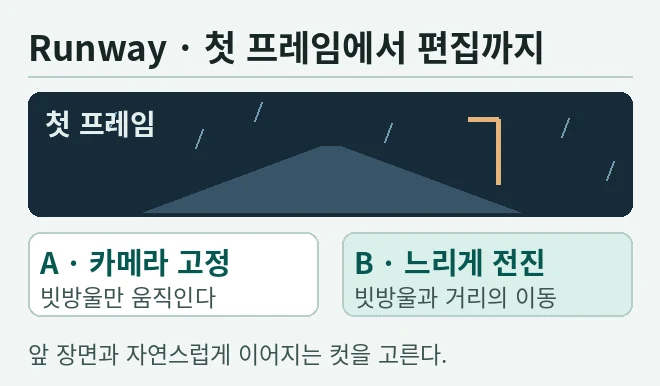 Runway · 첫 프레임에서 편집까지
첫 프레임
A · 카메라 고정
빗방울만 움직인다
B · 느리게 전진
빗방울과 거리의 이동
앞 장면과 자연스럽게 이어지는 컷을 고른다.